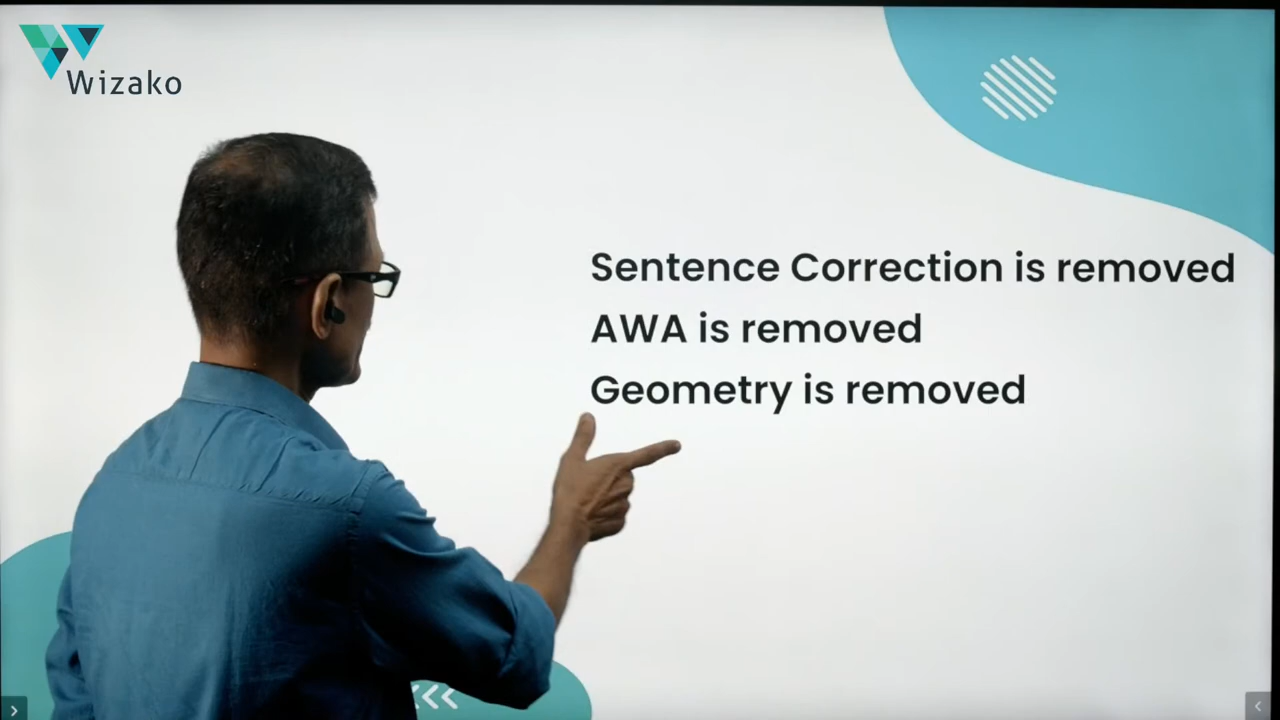 Wizako
Sentence Correction is removed
AWA is removed
Geometry is removed